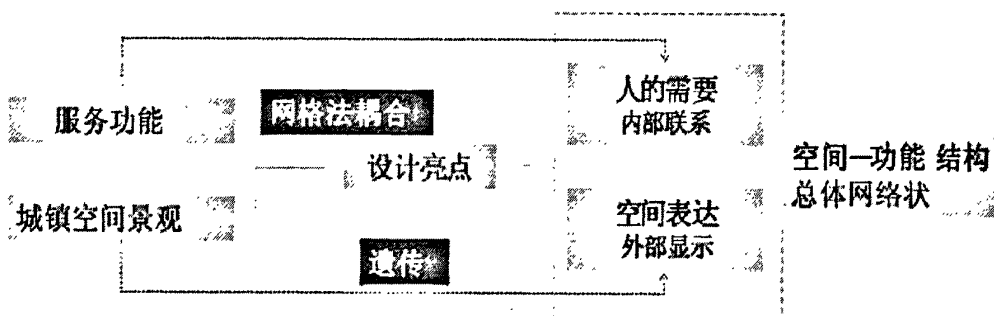 服务功能
网格法耦合
人的需要
内部联系
设计亮点
空间—功能 结构
总体网络状
城镇空间景观
空间表达
外部显示
遗传